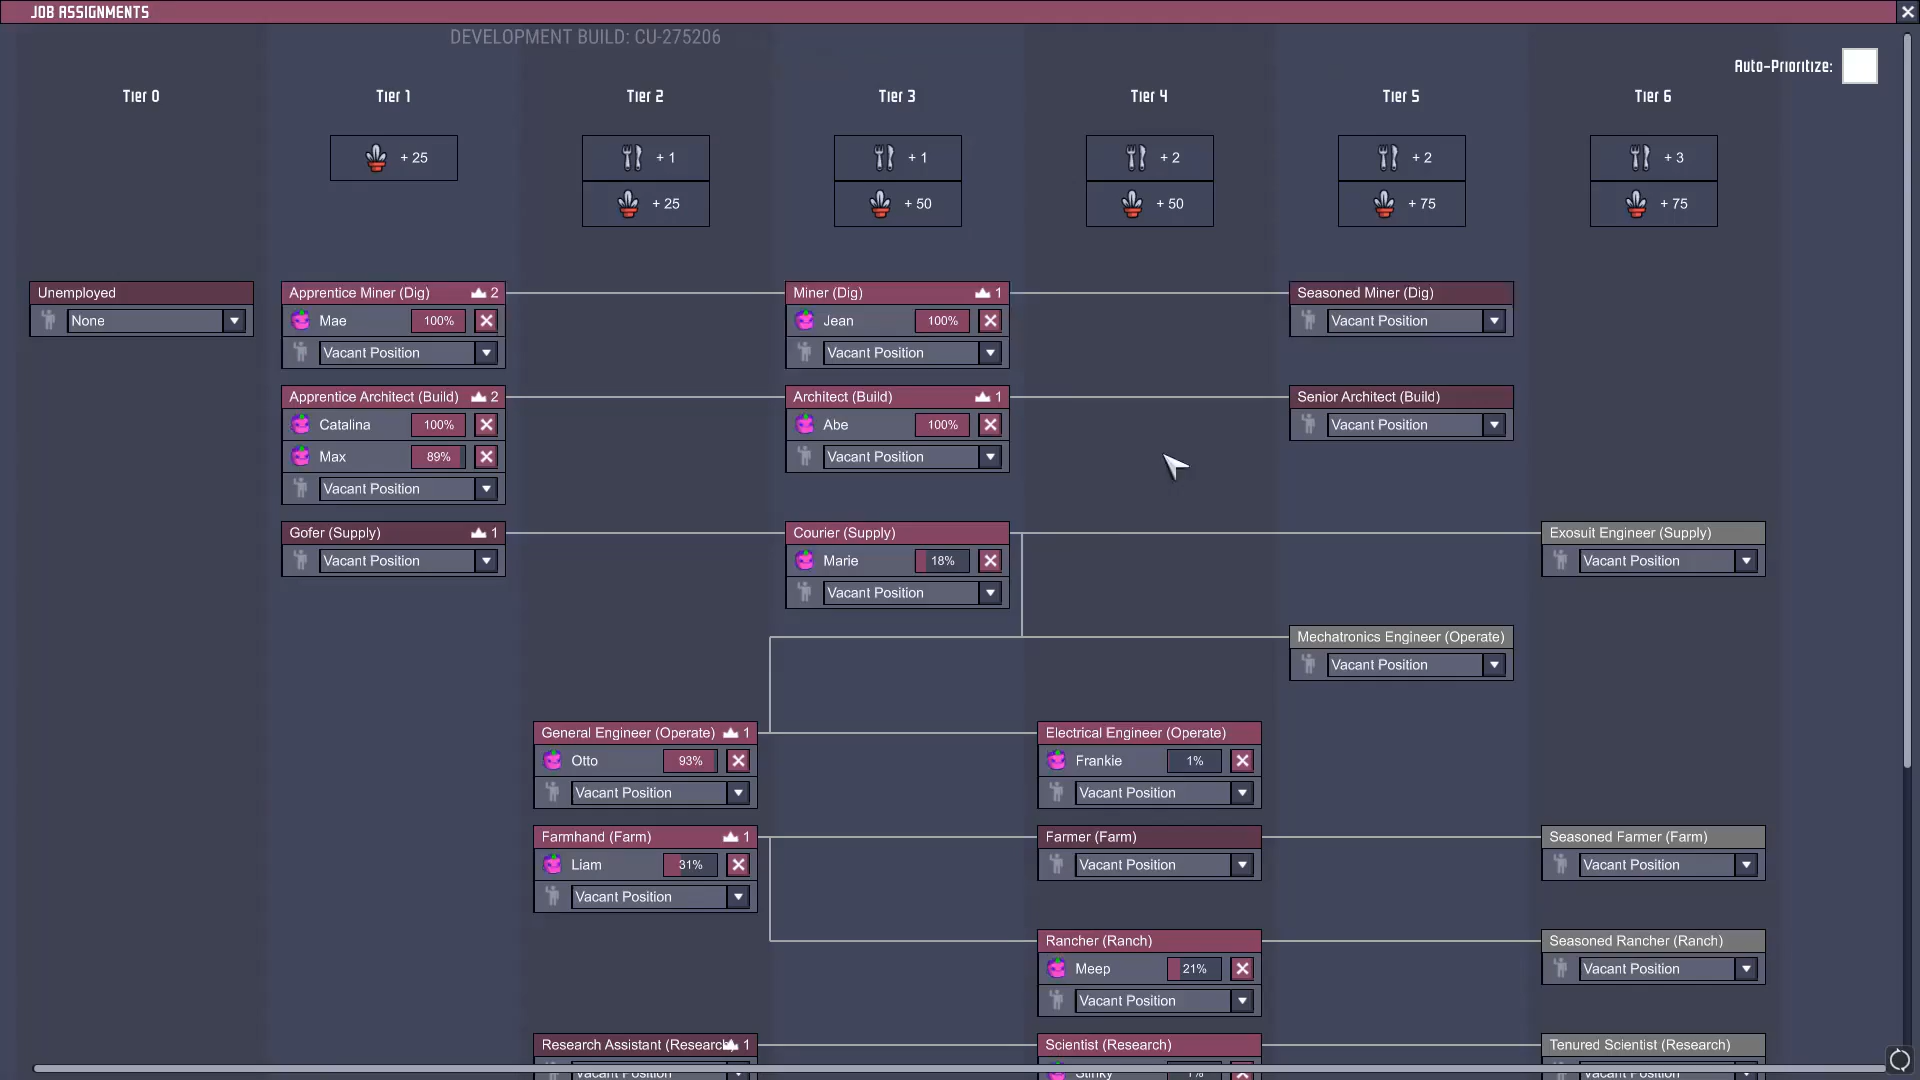 JOB ASSIGNMENTS
DEVELOPMENT BUILD: CU-275206
Auto-Prioritize:
Tier 0
Tier 1
Tier 2
Tier 3
Tier 4
Tier 5
Tier 6
+ 25
+ 1
+ 1
+ 2
+ 2
+ 3
+ 25
+ 50
+ 50
+ 75
+ 75
Unemployed
None
Apprentice Miner (Dig) 2
Mae 100%
Vacant Position
Miner (Dig) 1
Jean 100%
Vacant Position
Seasoned Miner (Dig)
Vacant Position
Apprentice Architect (Build) 2
Catalina 100%
Max 89%
Vacant Position
Architect (Build) 1
Abe 100%
Vacant Position
Senior Architect (Build)
Vacant Position
Gofer (Supply) 1
Vacant Position
Courier (Supply)
Marie 18%
Vacant Position
Exosuit Engineer (Supply)
Vacant Position
Mechatronics Engineer (Operate)
Vacant Position
General Engineer (Operate) 1
Otto 93%
Vacant Position
Electrical Engineer (Operate)
Frankie 1%
Vacant Position
Farmhand (Farm) 1
Liam 31%
Vacant Position
Farmer (Farm)
Vacant Position
Seasoned Farmer (Farm)
Vacant Position
Rancher (Ranch)
Meep 21%
Vacant Position
Seasoned Rancher (Ranch)
Vacant Position
Research Assistant (Research) 1
Vacant Position
Scientist (Research)
Stinky 1%
Tenured Scientist (Research)
Vacant Position